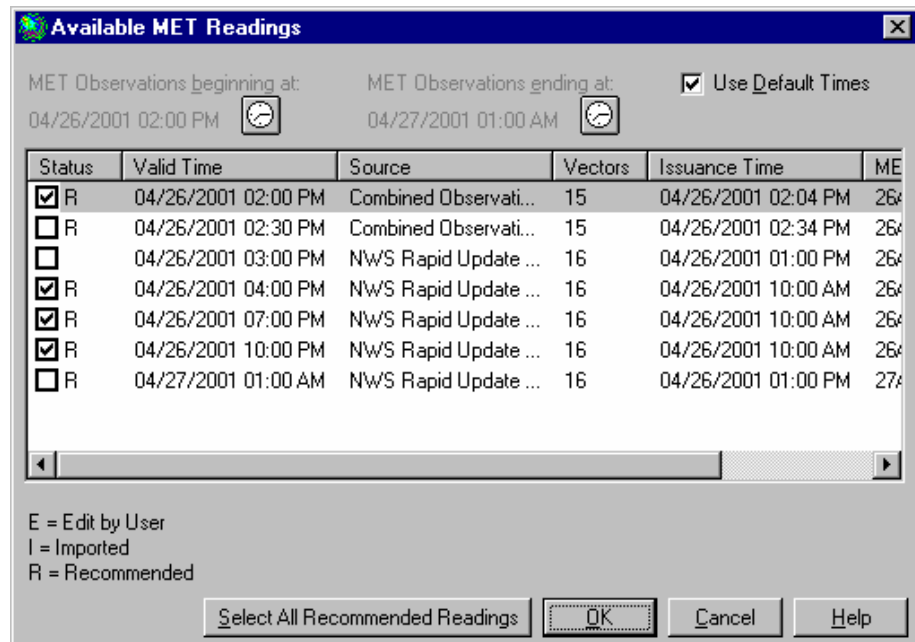 Available MET Readings
MET Observations beginning at: MET Observations ending at: Use Default Times
04/26/2001 02:00 PM 04/27/2001 01:00 AM
Status Valid Time Source Vectors Issuance Time ME
R 04/26/2001 02:00 PM Combined Observati... 15 04/26/2001 02:04 PM 26A
R 04/26/2001 02:30 PM Combined Observati... 15 04/26/2001 02:34 PM 26A
04/26/2001 03:00 PM NWS Rapid Update ... 16 04/26/2001 01:00 PM 26A
R 04/26/2001 04:00 PM NWS Rapid Update ... 16 04/26/2001 10:00 AM 26A
R 04/26/2001 07:00 PM NWS Rapid Update ... 16 04/26/2001 10:00 AM 26A
R 04/26/2001 10:00 PM NWS Rapid Update ... 16 04/26/2001 10:00 AM 26A
R 04/27/2001 01:00 AM NWS Rapid Update ... 16 04/26/2001 01:00 PM 27A
E = Edit by User
I = Imported
R = Recommended
Select All Recommended Readings OK Cancel Help